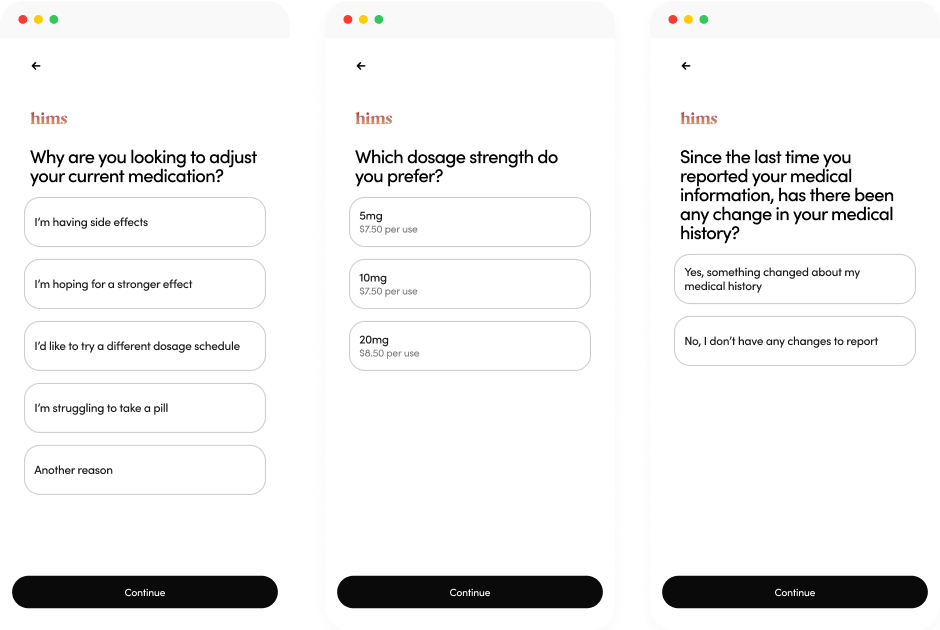 hims
Why are you looking to adjust
your current medication?
I’m having side effects
I’m hoping for a stronger effect
I’d like to try a different dosage schedule
I’m struggling to take a pill
Another reason
Continue
hims
Which dosage strength do
you prefer?
5mg
$7.50 per use
10mg
$7.50 per use
20mg
$8.50 per use
Continue
hims
Since the last time you
reported your medical
information, has there been
any change in your medical
history?
Yes, something changed about my
medical history
No, I don’t have any changes to report
Continue